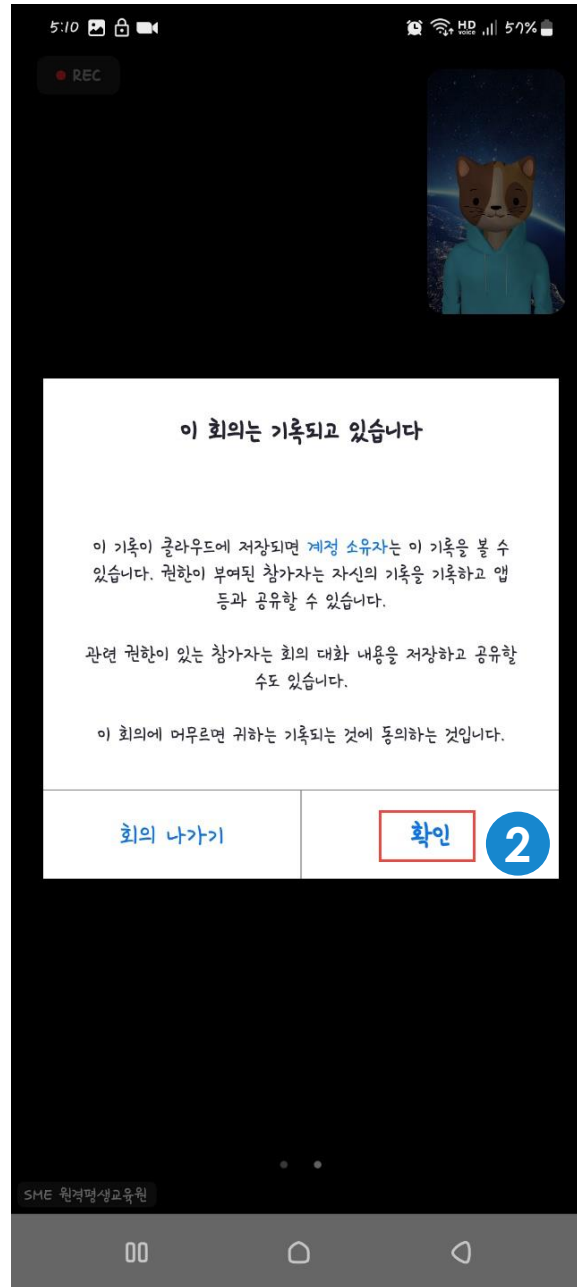 5:10 HD voice 57%
REC
이 회의는 기록되고 있습니다
이 기록이 클라우드에 저장되면 계정 소유자는 이 기록을 볼 수
있습니다. 권한이 부여된 참가자는 자신의 기록을 기록하고 앱
등과 공유할 수 있습니다.
관련 권한이 있는 참가자는 회의 대화 내용을 저장하고 공유할
수도 있습니다.
이 회의에 머무르면 귀하는 기록되는 것에 동의하는 것입니다.
회의 나가기 확인 2
SME 원격평생교육원